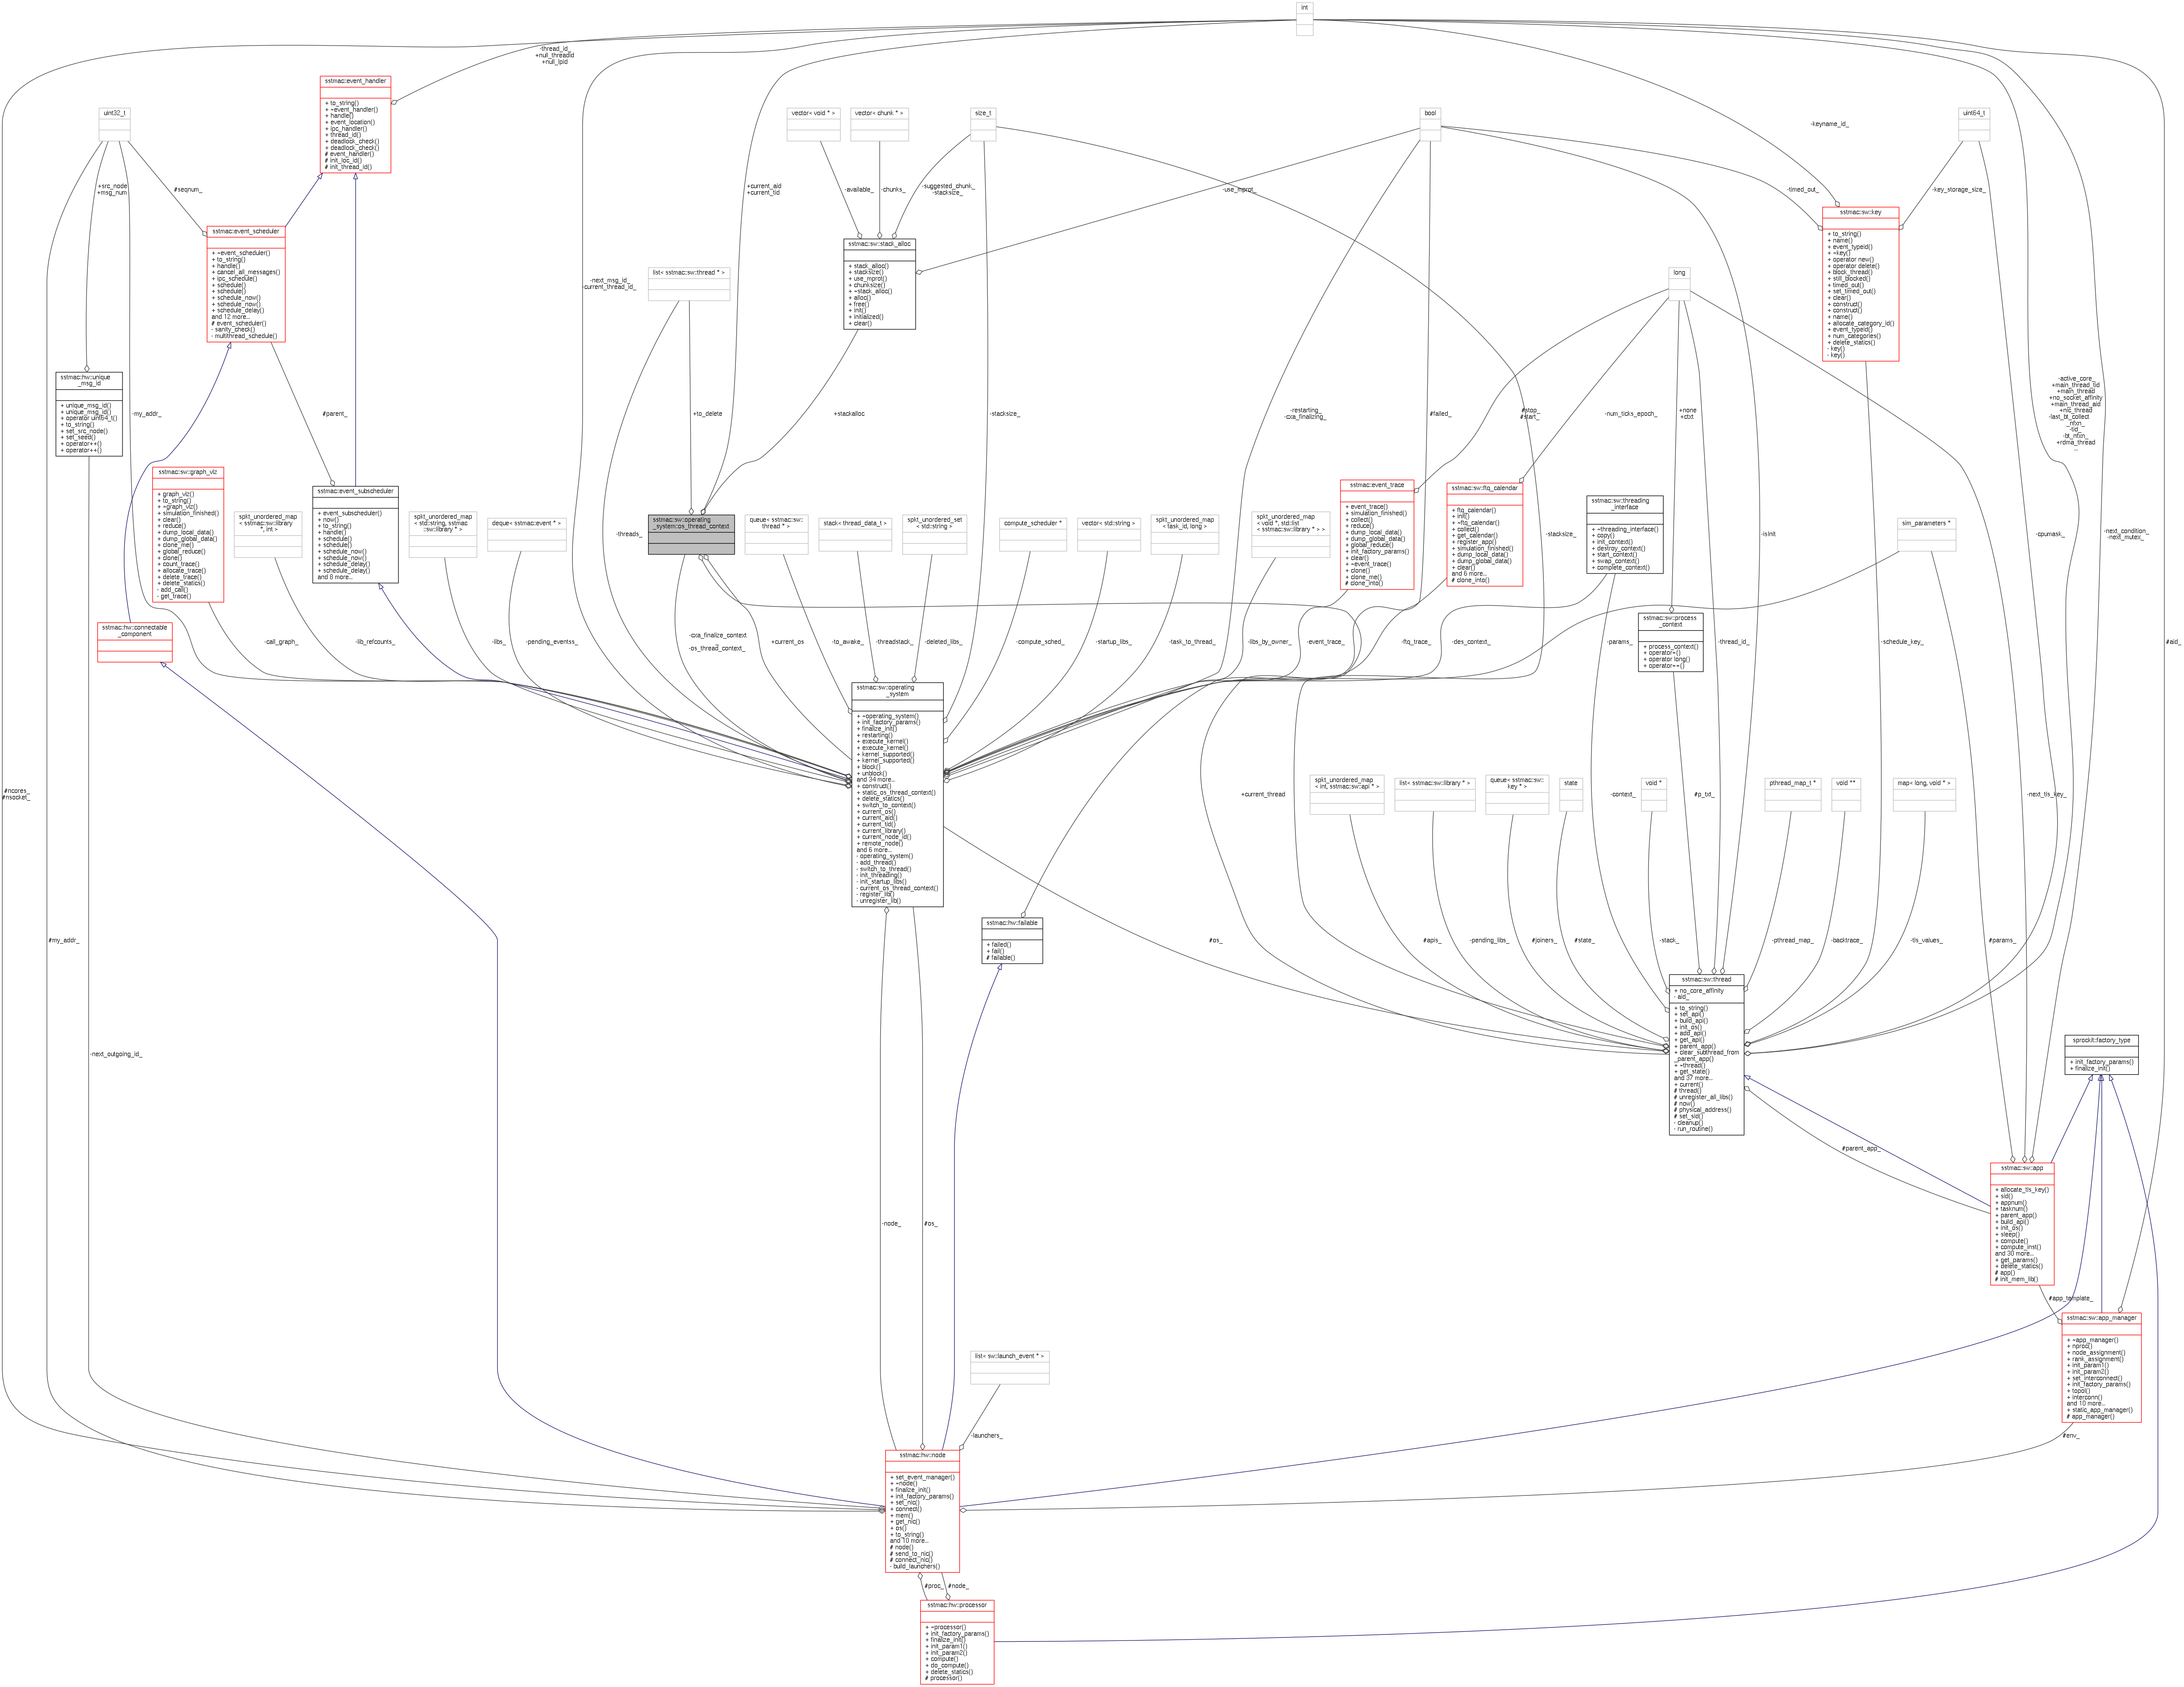 int
-thread_id_
+null_threadid
+null_lpid
sstmac::event_handler
+ to_string()
+ ~event_handler()
+ handle()
+ event_location()
+ ipc_handler()
+ thread_id()
+ deadlock_check()
+ deadlock_check()
# event_handler()
# init_loc_id()
# init_thread_id()
uint32_t
vector< void * >
vector< chunk * >
size_t
bool
uint64_t
-keyname_id_
+src_node
+msg_num
#seqnum_
+current_aid
+current_tid
-available_
-chunks_
-suggested_chunk_
-stacksize_
-use_mprot_
-timed_out_
-key_storage_size_
sstmac::sw::key
+ to_string()
+ name()
+ event_typeid()
+ ~key()
+ operator new()
+ operator delete()
+ block_thread()
+ still_blocked()
+ timed_out()
+ set_timed_out()
+ clear()
+ construct()
+ construct()
+ name()
+ allocate_category_id()
+ event_typeid()
+ num_categories()
+ delete_statics()
- key()
- key()
sstmac::event_scheduler
+ ~event_scheduler()
+ to_string()
+ handle()
+ cancel_all_messages()
+ ipc_schedule()
+ schedule()
+ schedule()
+ schedule_now()
+ schedule_now()
+ schedule_delay()
and 12 more...
# event_scheduler()
- sanity_check()
- multithread_schedule()
sstmac::sw::stack_alloc
+ stack_alloc()
+ stacksize()
+ use_mprot()
+ chunksize()
+ ~stack_alloc()
+ alloc()
+ free()
+ init()
+ initialized()
+ clear()
list< sstmac::sw::thread * >
long
-next_msg_id_
-current_thread_id_
sstmac::hw::unique
_msg_id
+ unique_msg_id()
+ unique_msg_id()
+ operator uint64_t()
+ to_string()
+ set_src_node()
+ set_seed()
+ operator++()
+ operator++()
-my_addr_
#parent_
+to_delete
+stackalloc
-stacksize_
-restarting_
-cxa_finalizing_
#failed_
#stop_
#start_
-num_ticks_epoch_
+none
+ctxt
-active_core_
+main_thread_tid
+main_thread
+no_socket_affinity
+main_thread_aid
+nic_thread
-last_bt_collect
_nfxn_
-tid_
-bt_nfxn_
+rdma_thread
...
sstmac::sw::graph_viz
+ graph_viz()
+ to_string()
+ ~graph_viz()
+ simulation_finished()
+ clear()
+ reduce()
+ dump_local_data()
+ dump_global_data()
+ clone_me()
+ global_reduce()
+ clone()
+ count_trace()
+ allocate_trace()
+ delete_trace()
+ delete_statics()
- add_call()
- get_trace()
spkt_unordered_map
< sstmac::sw::library
*, int >
sstmac::event_subscheduler
+ event_subscheduler()
+ now()
+ to_string()
+ handle()
+ schedule()
+ schedule()
+ schedule_now()
+ schedule_now()
+ schedule_delay()
+ schedule_delay()
and 8 more...
spkt_unordered_map
< std::string, sstmac
::sw::library * >
deque< sstmac::event * >
-threads_
sstmac::sw::operating
_system::os_thread_context
queue< sstmac::sw::
thread * >
stack< thread_data_t >
spkt_unordered_set
< std::string >
compute_scheduler *
vector< std::string >
spkt_unordered_map
< task_id, long >
spkt_unordered_map
< void *, std::list
< sstmac::sw::library * > >
sstmac::event_trace
+ event_trace()
+ simulation_finished()
+ collect()
+ reduce()
+ dump_local_data()
+ dump_global_data()
+ global_reduce()
+ init_factory_params()
+ clear()
+ ~event_trace()
+ clone()
+ clone_me()
# clone_into()
sstmac::sw::ftq_calendar
+ ftq_calendar()
+ init()
+ ~ftq_calendar()
+ collect()
+ get_calendar()
+ register_app()
+ simulation_finished()
+ dump_local_data()
+ dump_global_data()
+ clear()
and 6 more...
# clone_into()
-stacksize_
sstmac::sw::threading
_interface
+ ~threading_interface()
+ copy()
+ init_context()
+ destroy_context()
+ start_context()
+ swap_context()
+ complete_context()
-isInit
sim_parameters *
-cpumask_
-next_condition_
-next_mutex_
sstmac::hw::connectable
_component
-call_graph_
-lib_refcounts_
-libs_
-pending_eventss_
-cxa_finalize_context
_
-os_thread_context_
+current_os
-to_awake_
-threadstack_
-deleted_libs_
-compute_sched_
-startup_libs_
-task_to_thread_
-libs_by_owner_
-event_trace_
-ftq_trace_
-des_context_
-params_
sstmac::sw::process
_context
+ process_context()
+ operator=()
+ operator long()
+ operator==()
-thread_id_
-schedule_key_
#aid_
sstmac::sw::operating
_system
+ ~operating_system()
+ init_factory_params()
+ finalize_init()
+ restarting()
+ execute_kernel()
+ execute_kernel()
+ kernel_supported()
+ kernel_supported()
+ block()
+ unblock()
and 34 more...
+ construct()
+ static_os_thread_context()
+ delete_statics()
+ switch_to_context()
+ current_os()
+ current_aid()
+ current_tid()
+ current_library()
+ current_node_id()
+ remote_node()
and 6 more...
- operating_system()
- add_thread()
- switch_to_thread()
- init_threading()
- init_startup_libs()
- current_os_thread_context()
- register_lib()
- unregister_lib()
#ncores_
#nsocket_
+current_thread
spkt_unordered_map
< int, sstmac::sw::api * >
list< sstmac::sw::library * >
queue< sstmac::sw::
key * >
state
-context_
void *
#p_txt_
pthread_map_t *
void **
map< long, void * >
-next_tls_key_
#my_addr_
sstmac::hw::failable
+ failed()
+ fail()
# failable()
#os_
#apis_
-pending_libs_
#joiners_
#state_
-stack_
-pthread_map_
-backtrace_
-tls_values_
#params_
sstmac::sw::thread
+ no_core_affinity
- aid_
+ to_string()
+ set_api()
+ build_api()
+ init_os()
+ add_api()
+ get_api()
+ parent_app()
+ clear_subthread_from
_parent_app()
+ ~thread()
+ get_state()
and 37 more...
+ current()
# thread()
# unregister_all_libs()
# now()
# physical_address()
# set_sid()
- cleanup()
- run_routine()
-next_outgoing_id_
sprockit::factory_type
+ init_factory_params()
+ finalize_init()
#parent_app_
sstmac::sw::app
+ allocate_tls_key()
+ sid()
+ appnum()
+ tasknum()
+ parent_app()
+ build_api()
+ init_os()
+ sleep()
+ compute()
+ compute_inst()
and 30 more...
+ get_params()
+ delete_statics()
# app()
# init_mem_lib()
-node_
#os_
#app_template_
sstmac::sw::app_manager
+ ~app_manager()
+ nproc()
+ node_assignment()
+ rank_assignment()
+ init_param1()
+ init_param2()
+ set_interconnect()
+ init_factory_params()
+ topol()
+ interconn()
and 10 more...
+ static_app_manager()
# app_manager()
list< sw::launch_event * >
-launchers_
#env_
sstmac::hw::node
+ set_event_manager()
+ ~node()
+ finalize_init()
+ init_factory_params()
+ set_nic()
+ connect()
+ mem()
+ get_nic()
+ os()
+ to_string()
and 10 more...
# node()
# send_to_nic()
# connect_nic()
- build_launchers()
#proc_
#node_
sstmac::hw::processor
+ ~processor()
+ init_factory_params()
+ finalize_init()
+ init_param1()
+ init_param2()
+ compute()
+ do_compute()
+ delete_statics()
# processor()